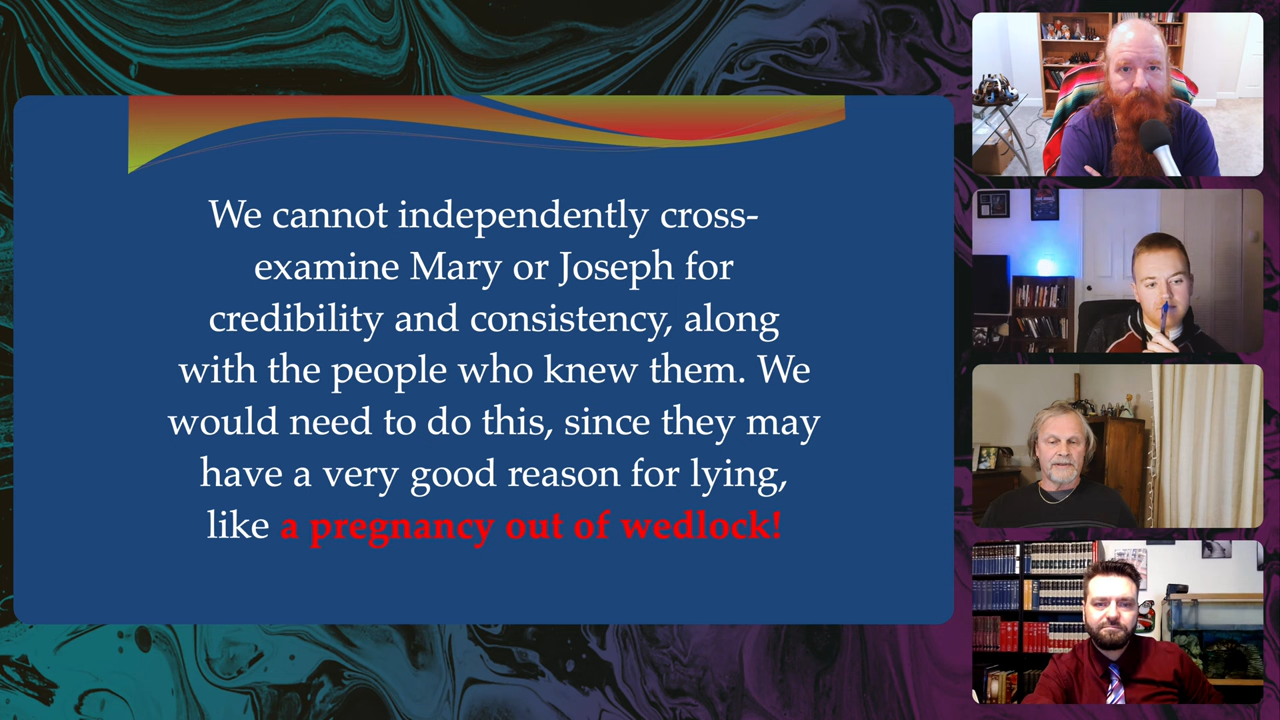 We cannot independently cross-
examine Mary or Joseph for
credibility and consistency, along
with the people who knew them. We
would need to do this, since they may
have a very good reason for lying,
like a pregnancy out of wedlock!